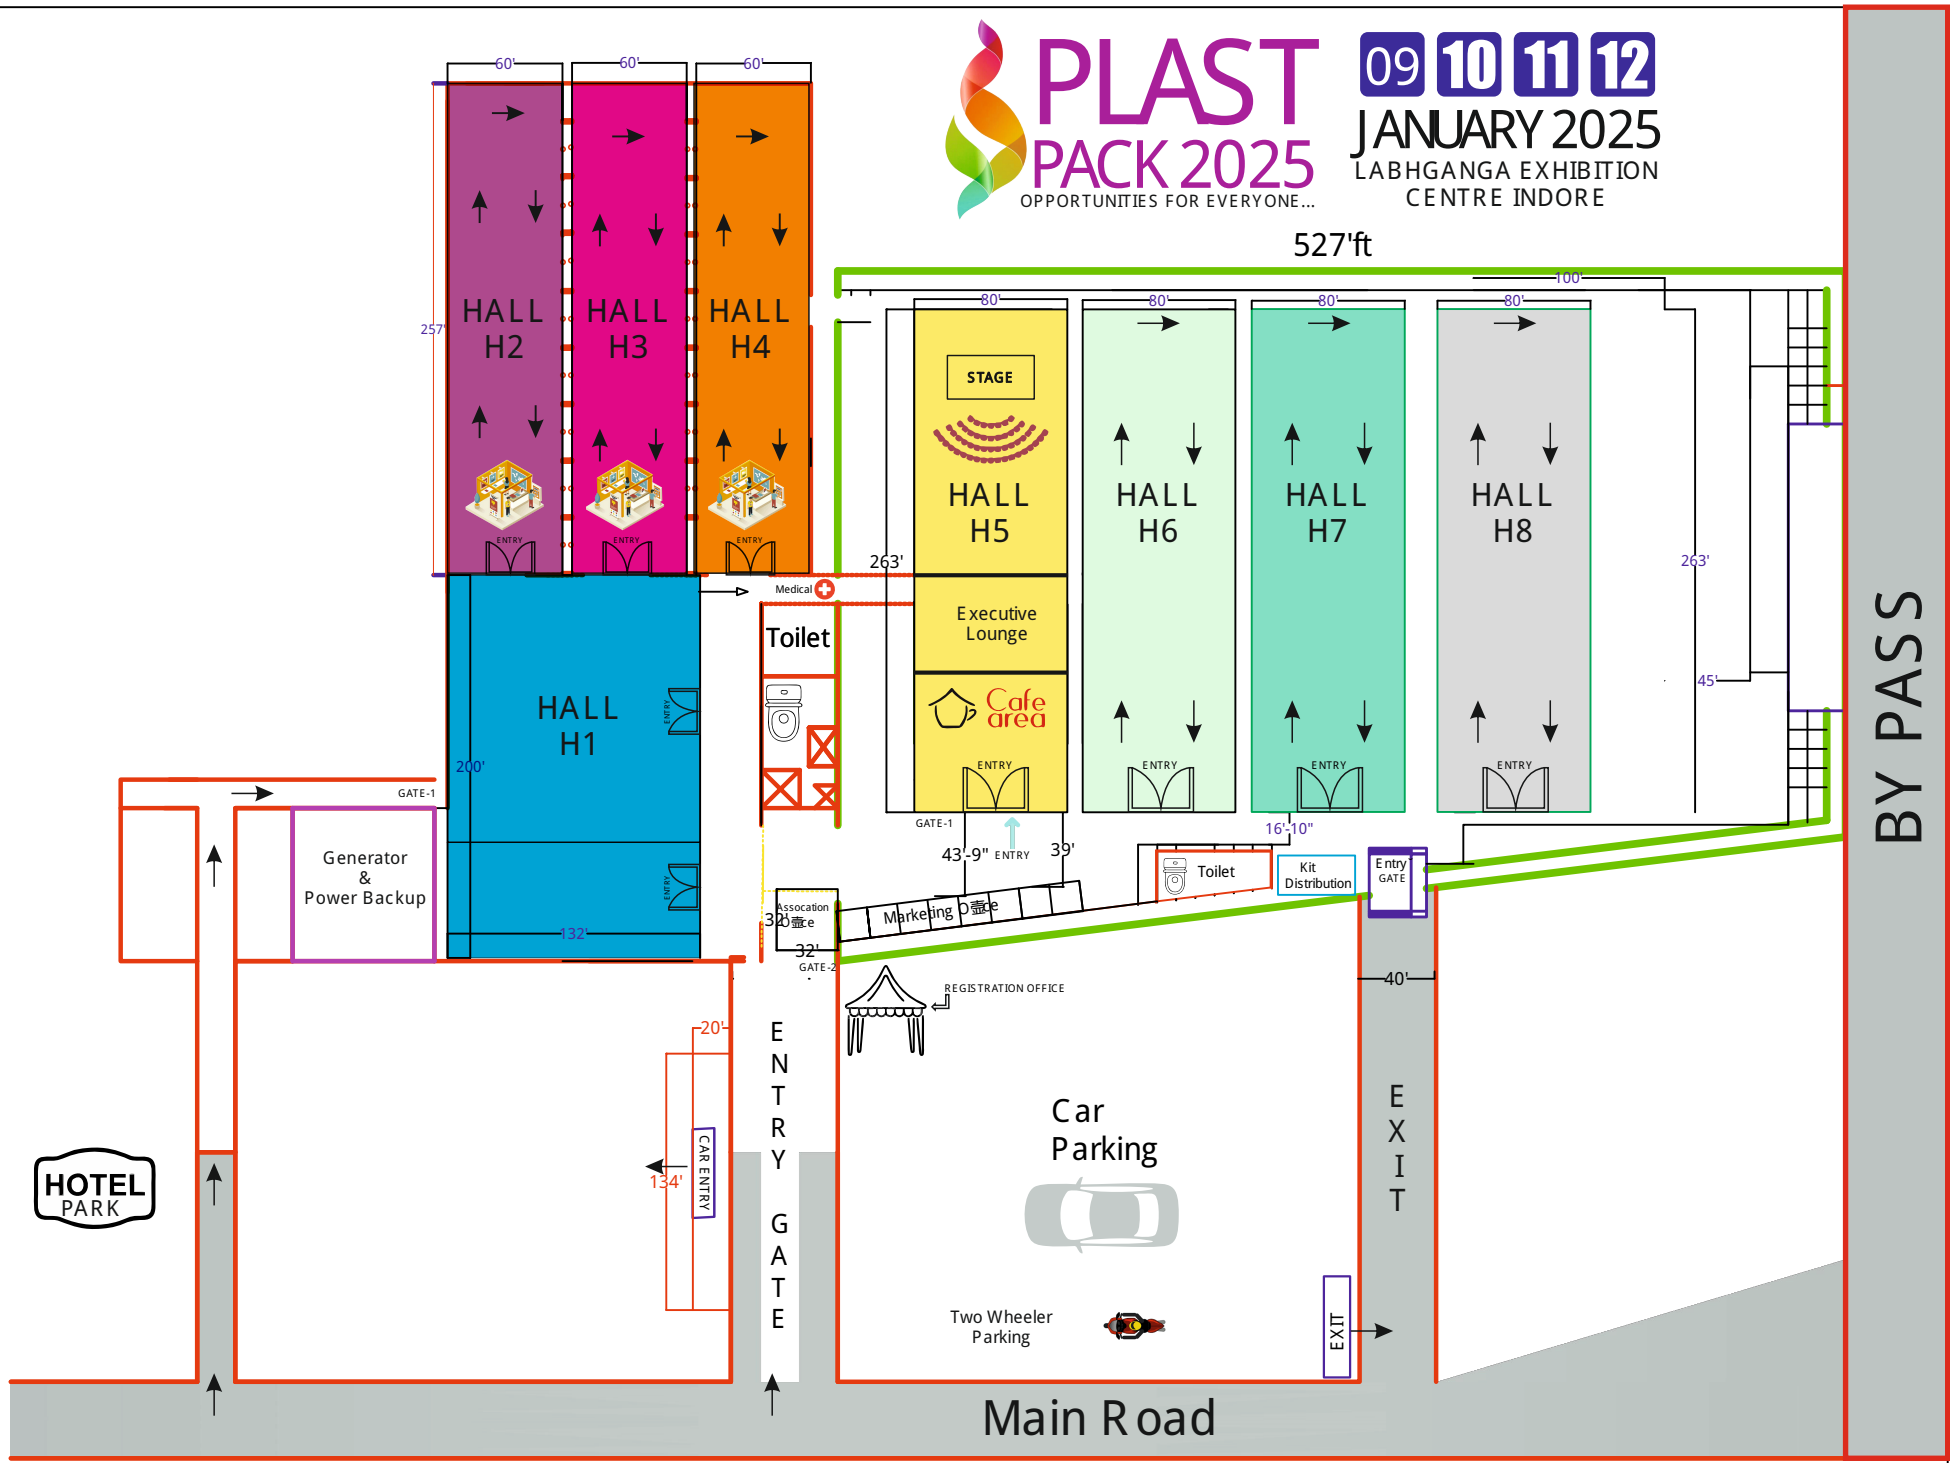 PLAST
PACK 2025
OPPORTUNITIES FOR EVERYONE...
09 10 11 12
JANUARY 2025
LABHGANGA EXHIBITION
CENTRE INDORE
527'ft
60'
60'
60'
257'
HALL
H2
HALL
H3
HALL
H4
ENTRY
ENTRY
ENTRY
100'
80'
80'
80'
80'
STAGE
HALL
H5
HALL
H6
HALL
H7
HALL
H8
263'
263'
45'
Medical
Executive
Lounge
Toilet
Cafe
area
ENTRY
ENTRY
ENTRY
ENTRY
HALL
H1
ENTRY
ENTRY
200'
132'
GATE-1
Generator
&
Power Backup
GATE-1
43'-9"
ENTRY
39'
16'-10"
Toilet
Kit
Distribution
Entry
GATE
Assocation
32'
32'
GATE-2
Marketing
REGISTRATION OFFICE
40'
20'
134'
CAR ENTRY
ENTRY GATE
EXIT
Car
Parking
Two Wheeler
Parking
EXIT
HOTEL
PARK
Main Road
BY PASS